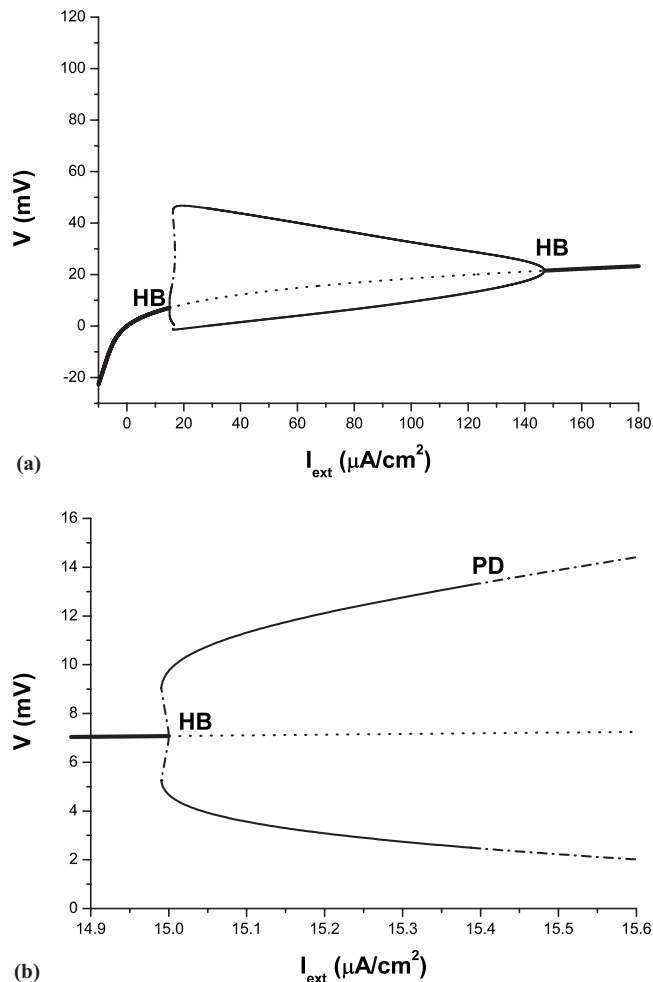 120
100
80
60
40
20
0
-20
V (mV)
HB
HB
0 20 40 60 80 100 120 140 160 180
(a)
I_ext (μA/cm²)
16
14
12
10
8
6
4
2
0
V (mV)
PD
HB
14.9 15.0 15.1 15.2 15.3 15.4 15.5 15.6
(b)
I_ext (μA/cm²)